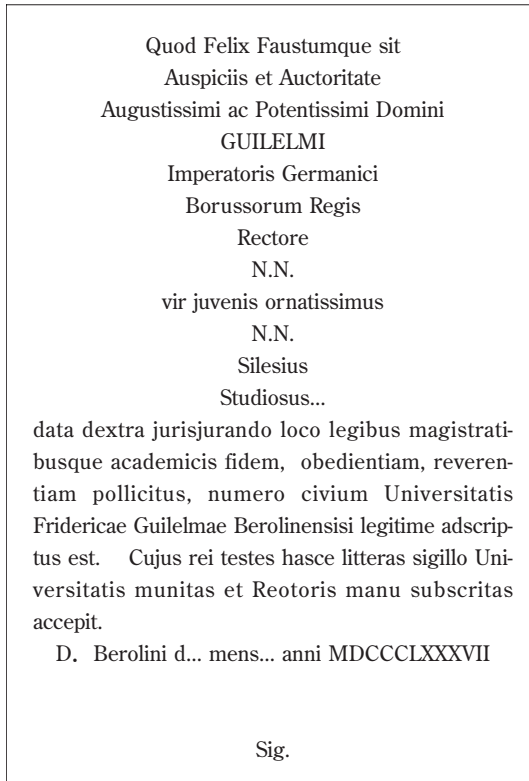 Quod Felix Faustumque sit
Auspiciis et Auctoritate
Augustissimi ac Potentissimi Domini
GUILELMI
Imperatoris Germanici
Borussorum Regis
Rectore
N.N.
vir juvenis ornatissimus
N.N.
Silesius
Studiosus...
data dextra jurisjurando loco legibus magistrati-
busque academicis fidem, obedientiam, reveren-
tiam pollicitus, numero civium Universitatis
Fridericae Guilelmae Berolinensisi legitime adscrip-
tus est. Cujus rei testes hasce litteras sigillo Uni-
versitatis munitas et Reotoris manu subscritas
accepit.
D. Berolini d... mens... anni MDCCCLXXXVII
Sig.